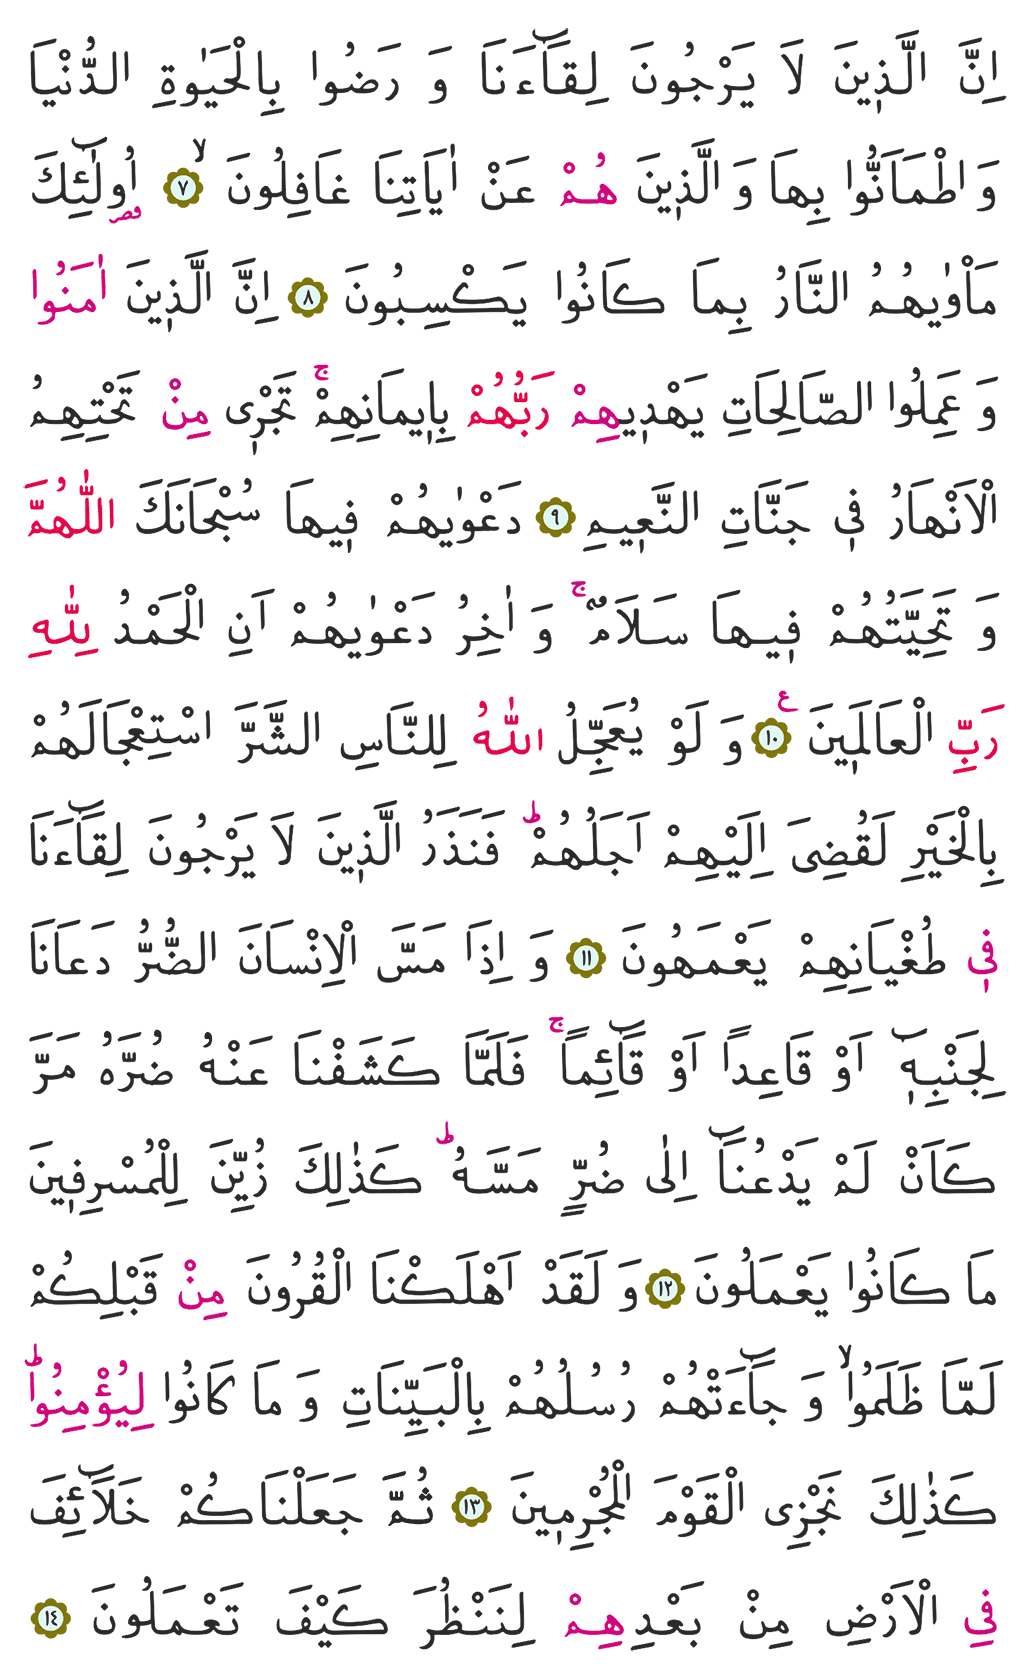 اِنَّ الَّذ۪ينَ لَا يَرْجُونَ لِقَٓاءَنَا وَ رَضُوا بِالْحَيٰوةِ الدُّنْيَا
وَ اطْمَاَنُّوا بِهَا وَ الَّذ۪ينَ هُمْ عَنْ اٰيَاتِنَا غَافِلُونَ ۙ ﴿٧﴾ اُو۬لٰٓئِكَ
مَاْوٰيهُمُ النَّارُ بِمَا كَانُوا يَكْسِبُونَ ﴿٨﴾ اِنَّ الَّذ۪ينَ اٰمَنُوا
وَ عَمِلُوا الصَّالِحَاتِ يَهْد۪يهِمْ رَبُّهُمْ بِا۪يمَانِهِمْۚ تَجْر۪ى مِنْ تَحْتِهِمُ
الْاَنْهَارُ ف۪ى جَنَّاتِ النَّع۪يمِ ﴿٩﴾ دَعْوٰيهُمْ ف۪يهَا سُبْحَانَكَ اللّٰهُمَّ
وَ تَحِيَّتُهُمْ ف۪يهَا سَلَامٌۚ وَ اٰخِرُ دَعْوٰيهُمْ اَنِ الْحَمْدُ لِلّٰهِ
رَبِّ الْعَالَم۪ينَ ﴿١٠﴾ ع وَ لَوْ يُعَجِّلُ اللّٰهُ لِلنَّاسِ الشَّرَّ اسْتِعْجَالَهُمْ
بِالْخَيْرِ لَقُضِىَ اِلَيْهِمْ اَجَلُهُمْۜ فَنَذَرُ الَّذ۪ينَ لَا يَرْجُونَ لِقَٓاءَنَا
ف۪ى طُغْيَانِهِمْ يَعْمَهُونَ ﴿١١﴾ وَ اِذَا مَسَّ الْاِنْسَانَ الضُّرُّ دَعَانَا
لِجَنْبِه۪ٓ اَوْ قَاعِدًا اَوْ قَٓائِمًاۚ فَلَمَّا كَشَفْنَا عَنْهُ ضُرَّهُ مَرَّ
كَاَنْ لَمْ يَدْعُنَٓا اِلٰى ضُرٍّ مَسَّهُۜ كَذٰلِكَ زُيِّنَ لِلْمُسْرِف۪ينَ
مَا كَانُوا يَعْمَلُونَ ﴿١٢﴾ وَ لَقَدْ اَهْلَكْنَا الْقُرُونَ مِنْ قَبْلِكُمْ
لَمَّا ظَلَمُواۙ وَ جَٓاءَتْهُمْ رُسُلُهُمْ بِالْبَيِّنَاتِ وَ مَا كَانُوا لِيُؤْمِنُواۜ
كَذٰلِكَ نَجْزِى الْقَوْمَ الْمُجْرِم۪ينَ ﴿١٣﴾ ثُمَّ جَعَلْنَاكُمْ خَلَٓائِفَ
فِي الْاَرْضِ مِنْ بَعْدِهِمْ لِنَنْظُرَ كَيْفَ تَعْمَلُونَ ﴿١٤﴾